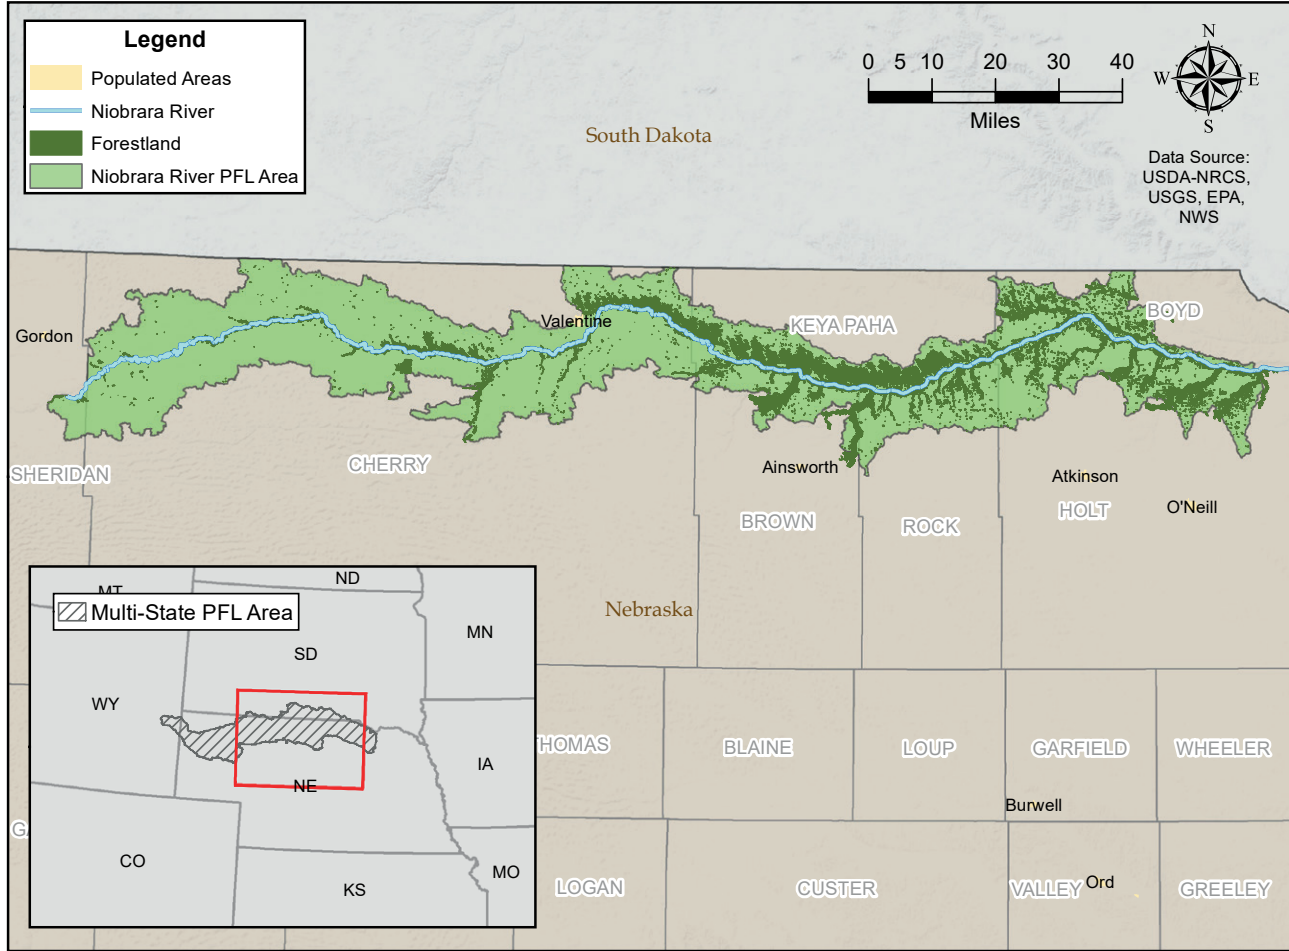 Legend
Populated Areas
Niobrara River
Forestland
Niobrara River PFL Area
0 5 10 20 30 40
Miles
N
W E
S
Data Source:
USDA-NRCS,
USGS, EPA,
NWS
South Dakota
Gordon
Valentine
KEYA PAHA
BOYD
SHERIDAN
CHERRY
Ainsworth
Atkinson
O'Neill
BROWN
ROCK
HOLT
Nebraska
MT
ND
Multi-State PFL Area
MN
SD
WY
IA
NE
CO
KS
MO
THOMAS
BLAINE
LOUP
GARFIELD
WHEELER
Burwell
LOGAN
CUSTER
VALLEY
Ord
GREELEY